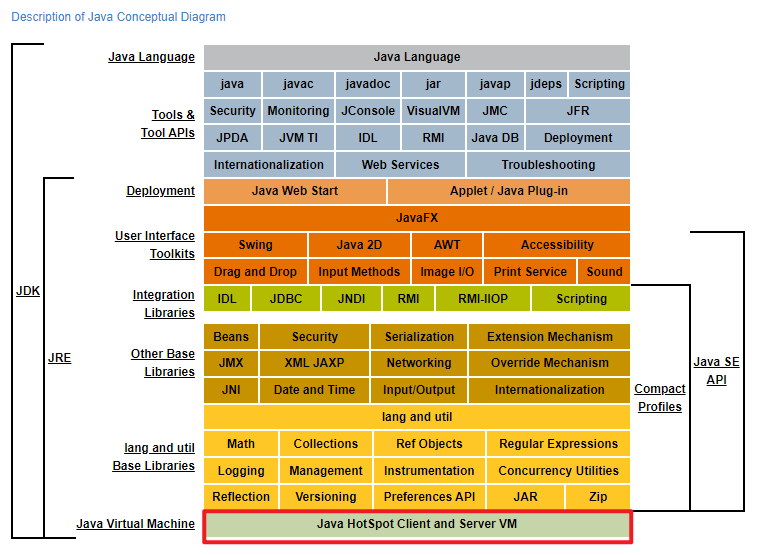 Description of Java Conceptual Diagram
Java Language Java Language
java javac javadoc jar javap jdeps Scripting
Tools &
Tool APIs
Security Monitoring JConsole VisualVM JMC JFR
JPDA JVM TI IDL RMI Java DB Deployment
Internationalization Web Services Troubleshooting
Deployment Java Web Start Applet / Java Plug-in
JavaFX
User Interface
Toolkits
Swing Java 2D AWT Accessibility
Drag and Drop Input Methods Image I/O Print Service Sound
Integration
Libraries
IDL JDBC JNDI RMI RMI-IIOP Scripting
Other Base
Libraries
Beans Security Serialization Extension Mechanism
JMX XML JAXP Networking Override Mechanism
JNI Date and Time Input/Output Internationalization
lang and util
lang and util
Base Libraries
Math Collections Ref Objects Regular Expressions
Logging Management Instrumentation Concurrency Utilities
Reflection Versioning Preferences API JAR Zip
Java Virtual Machine Java HotSpot Client and Server VM
JDK
JRE
Compact
Profiles
Java SE
API